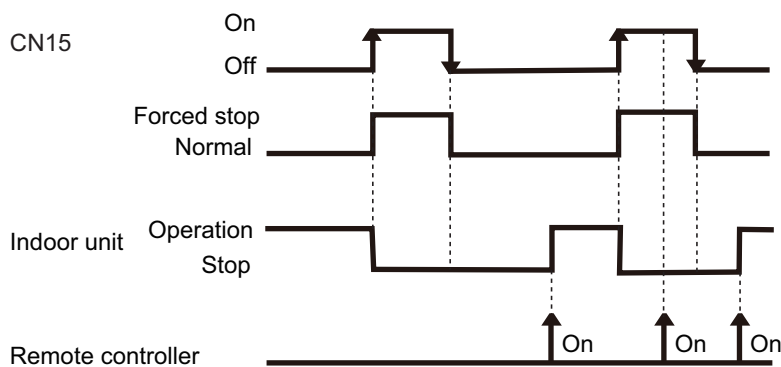 On
CN15
Off
Forced stop
Normal
Operation
Indoor unit
Stop
On
On
On
Remote controller